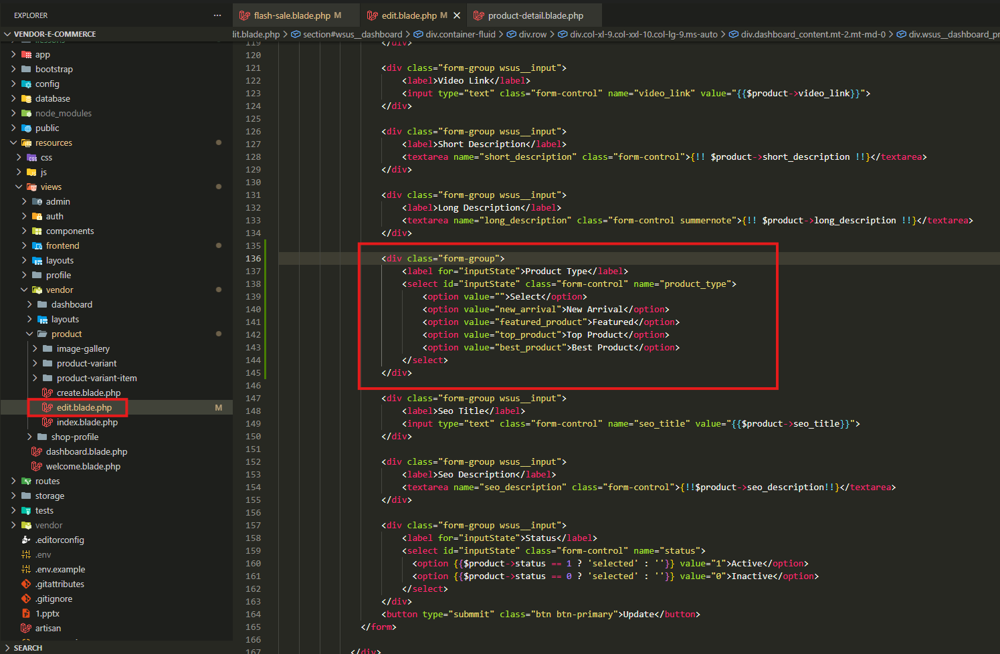 EXPLORER
···
VENDOR-E-COMMERCE
app
bootstrap
config
database
node_modules
public
resources
css
js
views
admin
auth
components
frontend
layouts
profile
vendor
dashboard
layouts
product
image-gallery
product-variant
product-variant-item
create.blade.php
edit.blade.php M
index.blade.php
shop-profile
dashboard.blade.php
welcome.blade.php
routes
storage
tests
vendor
.editorconfig
.env
.env.example
.gitattributes
.gitignore
1.pptx
artisan
SEARCH
flash-sale.blade.php M
edit.blade.php M
product-detail.blade.php
dit.blade.php > section#wsus__dashboard > div.container-fluid > div.row > div.col-xl-9.col-xxl-10.col-lg-9.ms-auto > div.dashboard_content.mt-2.mt-md-0 > div.wsus__dashboard_pr
119 </div>
120
121 <div class="form-group wsus__input">
122 <label>Video Link</label>
123 <input type="text" class="form-control" name="video_link" value="{{$product->video_link}}">
124 </div>
125
126 <div class="form-group wsus__input">
127 <label>Short Description</label>
128 <textarea name="short_description" class="form-control">{!! $product->short_description !!}</textarea>
129 </div>
130
131 <div class="form-group wsus__input">
132 <label>Long Description</label>
133 <textarea name="long_description" class="form-control summernote">{!! $product->long_description !!}</textarea>
134 </div>
135
136 <div class="form-group">
137 <label for="inputState">Product Type</label>
138 <select id="inputState" class="form-control" name="product_type">
139 <option value="">Select</option>
140 <option value="new_arrival">New Arrival</option>
141 <option value="featured_product">Featured</option>
142 <option value="top_product">Top Product</option>
143 <option value="best_product">Best Product</option>
144 </select>
145 </div>
146
147 <div class="form-group wsus__input">
148 <label>Seo Title</label>
149 <input type="text" class="form-control" name="seo_title" value="{{$product->seo_title}}">
150 </div>
151
152 <div class="form-group wsus__input">
153 <label>Seo Description</label>
154 <textarea name="seo_description" class="form-control">{!!$product->seo_description!!}</textarea>
155 </div>
156
157 <div class="form-group wsus__input">
158 <label for="inputState">Status</label>
159 <select id="inputState" class="form-control" name="status">
160 <option {{$product->status == 1 ? 'selected' : ''}} value="1">Active</option>
161 <option {{$product->status == 0 ? 'selected' : ''}} value="0">Inactive</option>
162 </select>
163 </div>
164 <button type="submmit" class="btn btn-primary">Update</button>
165 </form>
166
167 </div>